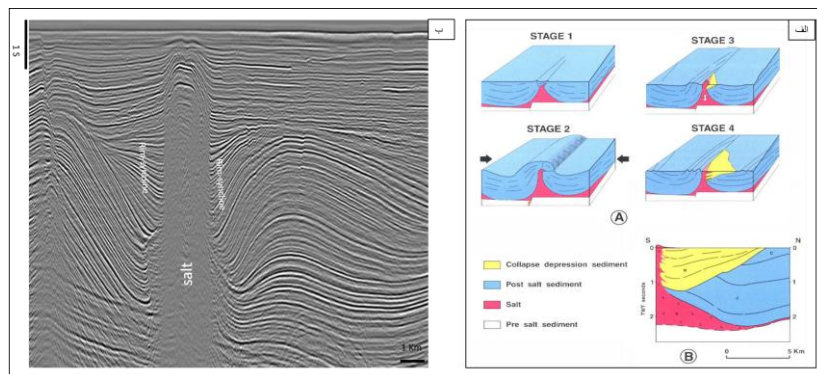 ب
1 S
Rim syncline
Rim syncline
salt
1 Km
الف
STAGE 1
STAGE 3
STAGE 2
STAGE 4
A
Collapse depression sediment
Post salt sediment
Salt
Pre salt sediment
S N
0 0
1 1
2 2
TWT seconds
0 5 Km
B